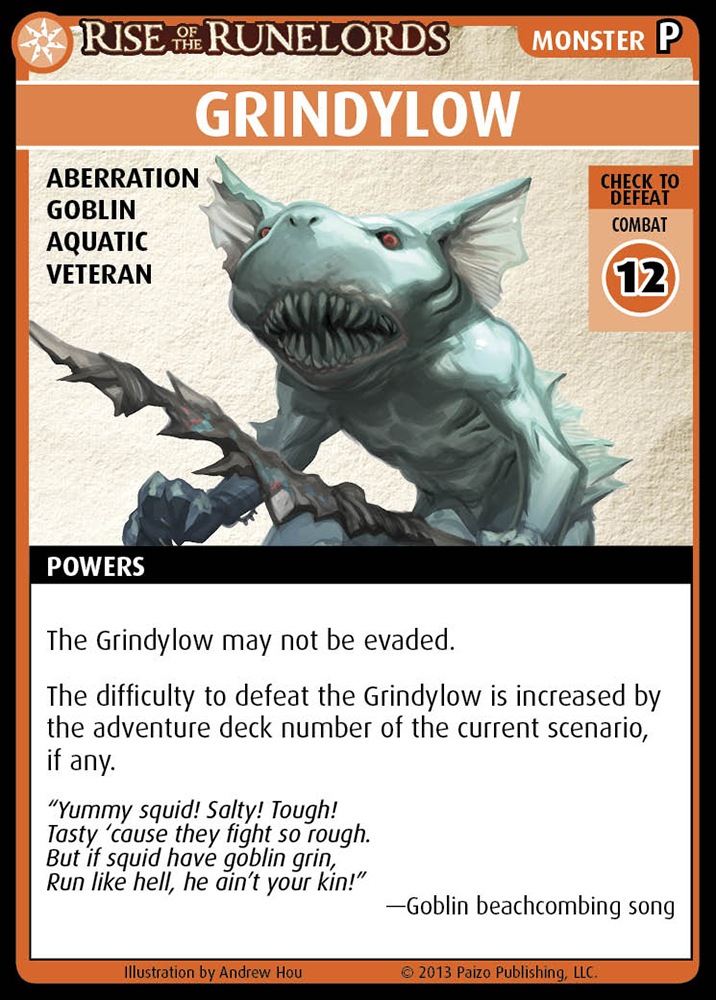 RISE OF THE RUNELORDS
MONSTER P
GRINDYLOW
ABERRATION
GOBLIN
AQUATIC
VETERAN
CHECK TO
DEFEAT
COMBAT
12
POWERS
The Grindylow may not be evaded.
The difficulty to defeat the Grindylow is increased by
the adventure deck number of the current scenario,
if any.
“Yummy squid! Salty! Tough!
Tasty ‘cause they fight so rough.
But if squid have goblin grin,
Run like hell, he ain’t your kin!”
—Goblin beachcombing song
Illustration by Andrew Hou
© 2013 Paizo Publishing, LLC.